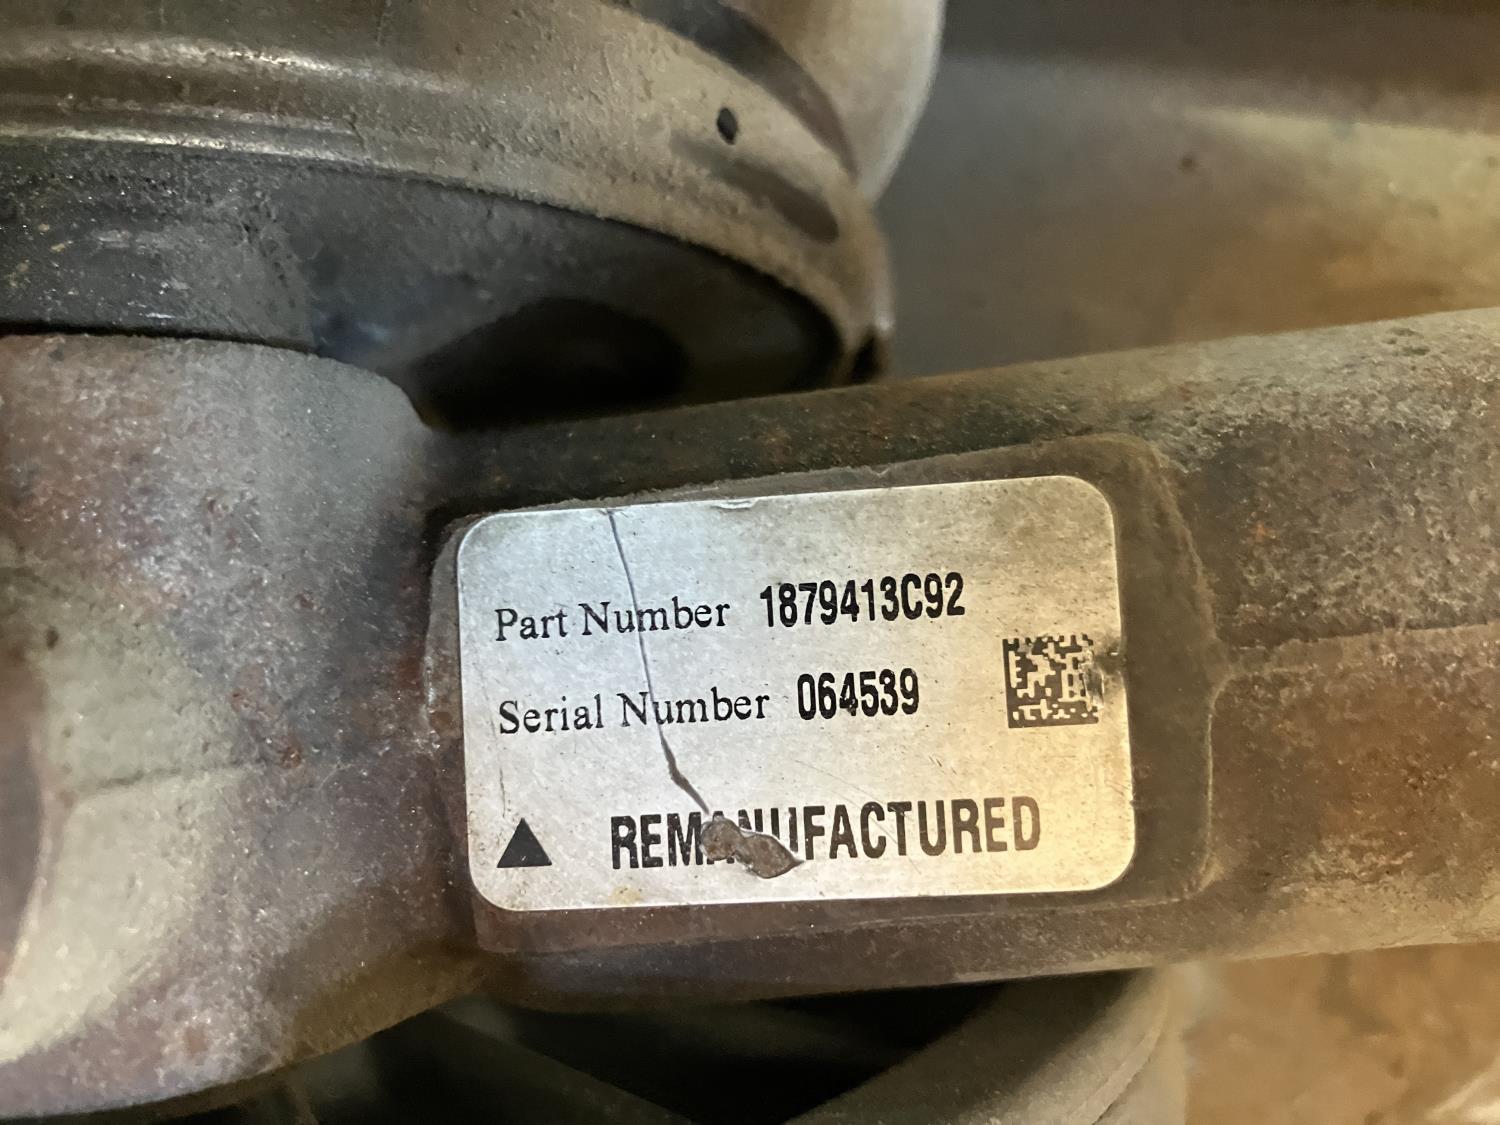 Part Number 1879413C92
Serial Number 064539
REMANUFACTURED